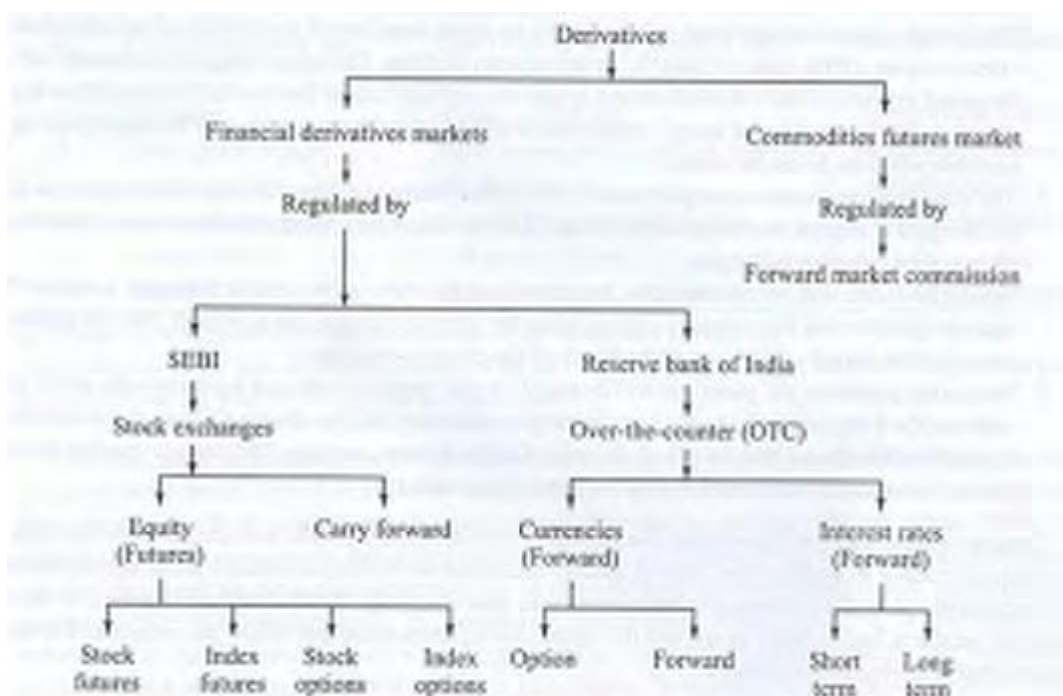 Derivatives
Financial derivatives markets
Commodities futures market
Regulated by
Regulated by
Forward market commission
SEBI
Reserve bank of India
Stock exchanges
Over-the-counter (OTC)
Equity
(Futures)
Carry forward
Currencies
(Forward)
Interest rates
(Forward)
Stock
futures
Index
futures
Stock
options
Index
options
Option
Forward
Short
term
Long
term